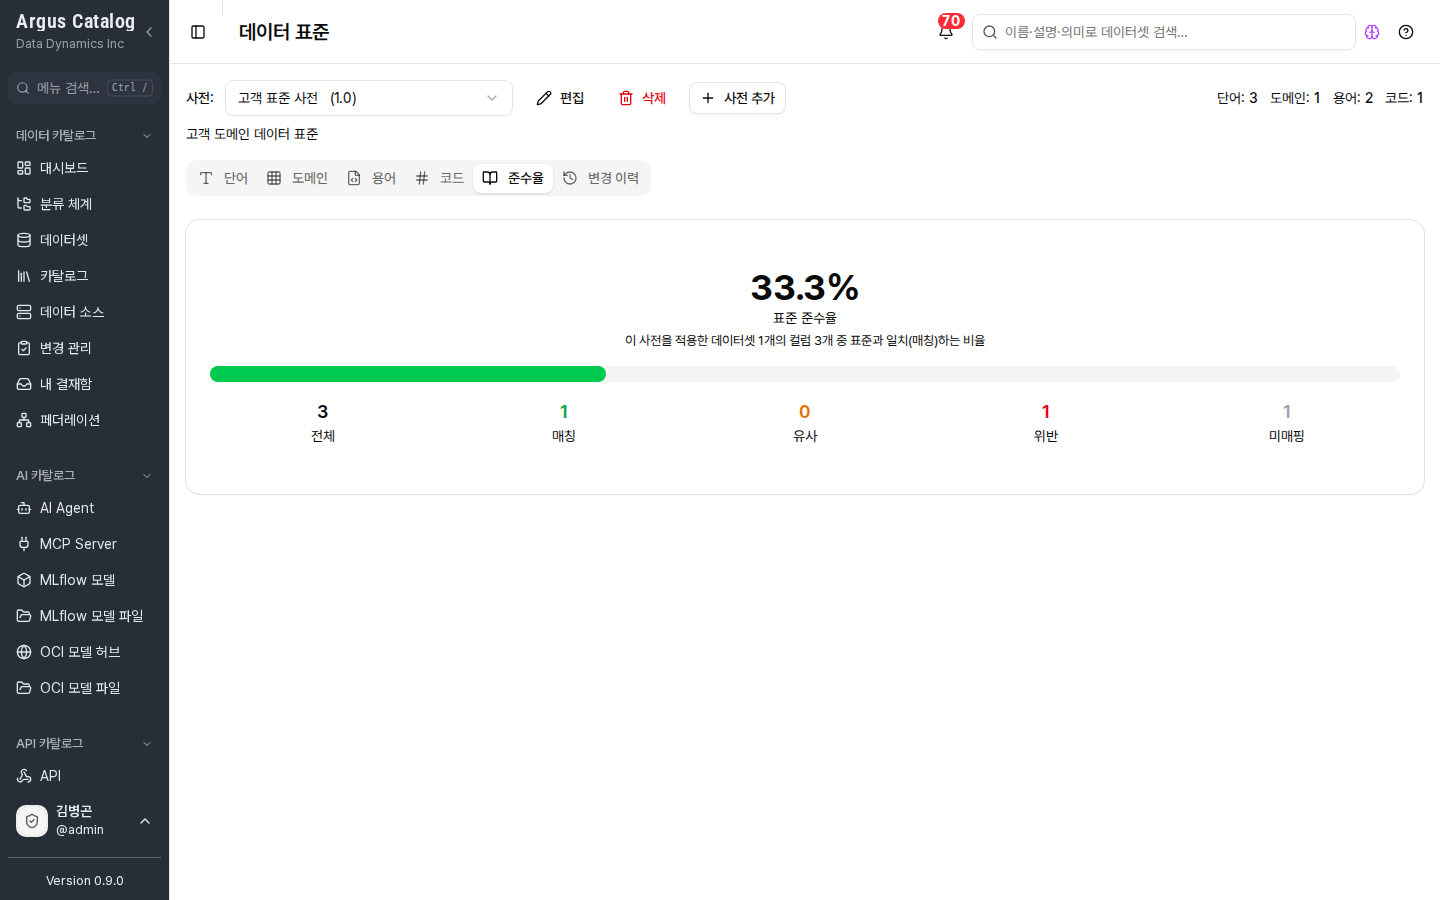 Argus Catalog
Data Dynamics Inc
메뉴 검색... Ctrl /
데이터 카탈로그
대시보드
분류 체계
데이터셋
카탈로그
데이터 소스
변경 관리
내 결재함
페더레이션
AI 카탈로그
AI Agent
MCP Server
MLflow 모델
MLflow 모델 파일
OCI 모델 허브
OCI 모델 파일
API 카탈로그
API
김병곤
@admin
Version 0.9.0
데이터 표준
70
이름·설명·의미로 데이터셋 검색...
사전: 고객 표준 사전 (1.0) 편집 삭제 사전 추가 단어: 3 도메인: 1 용어: 2 코드: 1
고객 도메인 데이터 표준
단어 도메인 용어 코드 준수율 변경 이력
33.3%
표준 준수율
이 사전을 적용한 데이터셋 1개의 컬럼 3개 중 표준과 일치(매칭)하는 비율
3 1 0 1 1
전체 매칭 유사 위반 미매핑